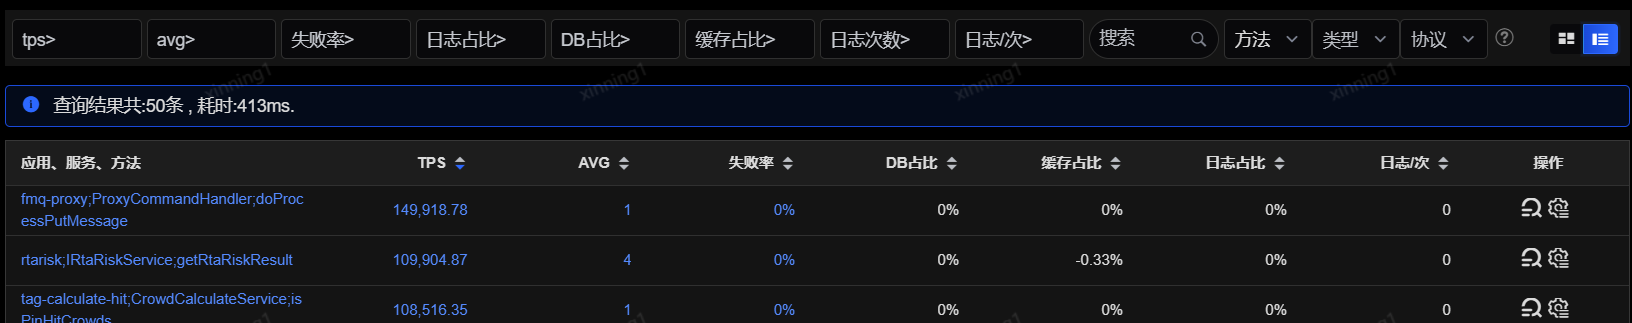 tps> avg> 失败率> 日志占比> DB占比> 缓存占比> 日志次数> 日志/次> 搜索 方法 类型 协议
xinning1 xinning1 xinning1 xinning1
查询结果共:50条 , 耗时:413ms.
应用、服务、方法 TPS AVG 失败率 DB占比 缓存占比 日志占比 日志/次 操作
fmq-proxy;ProxyCommandHandler;doProc
essPutMessage 149,918.78 1 0% 0% 0% 0% 0
rtarisk;IRtaRiskService;getRtaRiskResult 109,904.87 4 0% 0% -0.33% 0% 0
tag-calculate-hit;CrowdCalculateService;is
PinHitCrowds 108,516.35 1 0% 0% 0% 0% 0